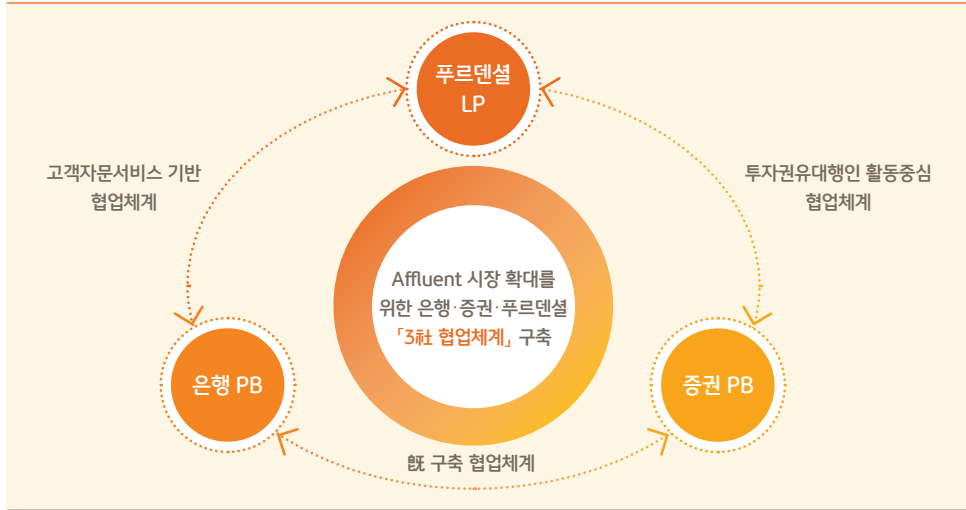 푸르덴셜
LP
고객자문서비스 기반
협업체계
투자권유대행인 활동중심
협업체계
Affluent 시장 확대를
위한 은행·증권·푸르덴셜
「3社 협업체계」 구축
은행 PB
증권 PB
旣 구축 협업체계